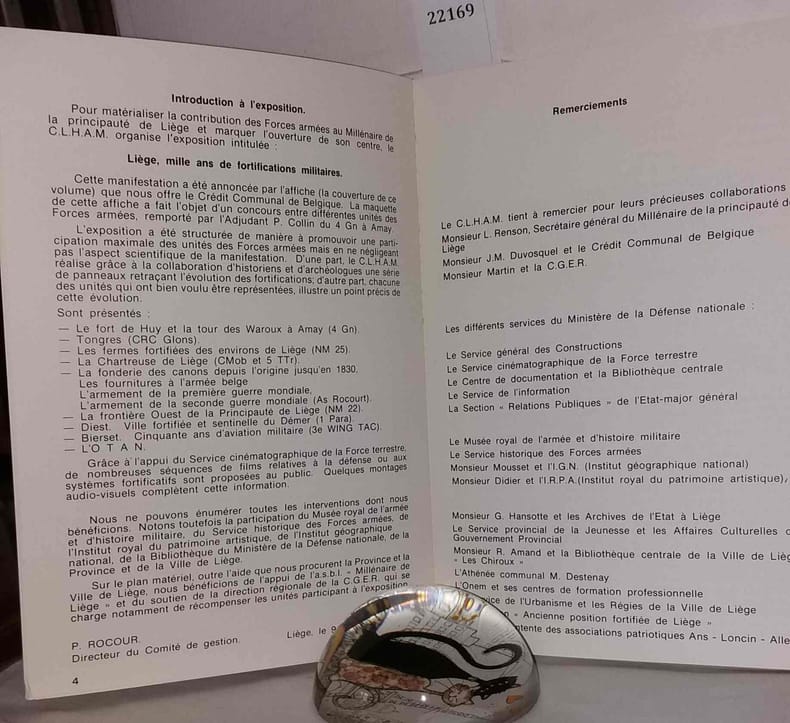 22169
Introduction à l'exposition.
Pour matérialiser la contribution des Forces armées au Millénaire de
la principauté de Liège et marquer l'ouverture de son centre, le
C.L.H.A.M. organise l'exposition intitulée :
Liège, mille ans de fortifications militaires.
Cette manifestation a été annoncée par l'affiche (la couverture de ce
volume) que nous offre le Crédit Communal de Belgique. La maquette
de cette affiche a fait l'objet d'un concours entre différentes unités des
Forces armées, remporté par l'Adjudant P. Collin du 4 Gn à Amay.
L'exposition a été structurée de manière à promouvoir une parti-
cipation maximale des unités des Forces armées mais en ne négligeant
pas l'aspect scientifique de la manifestation. D'une part, le C.L.H.A.M.
réalise grâce à la collaboration d'historiens et d'archéologues une série
de panneaux retraçant l'évolution des fortifications; d'autre part, chacune
des unités qui ont bien voulu être représentées, illustre un point précis de
cette évolution.
Sont présentés :
— Le fort de Huy et la tour des Waroux à Amay (4 Gn).
— Tongres (CRC Glons).
— Les fermes fortifiées des environs de Liège (NM 25).
— La Chartreuse de Liège (CMob et 5 TTr).
— La fonderie des canons depuis l'origine jusqu'en 1830.
Les fournitures à l'armée belge
L'armement de la première guerre mondiale,
L'armement de la seconde guerre mondiale (As Rocourt).
— La frontière Ouest de la Principauté de Liège (NM 22).
— Diest. Ville fortifiée et sentinelle du Démer (1 Para).
— Bierset. Cinquante ans d'aviation militaire (3e WING TAC).
— L'O T A N.
Grâce à l'appui du Service cinématographique de la Force terrestre,
de nombreuses séquences de films relatives à la défense ou aux
systèmes fortificatifs sont proposées au public. Quelques montages
audio-visuels complètent cette information.
Nous ne pouvons énumérer toutes les interventions dont nous
bénéficions. Notons toutefois la participation du Musée royal de l'armée
et d'histoire militaire, du Service historique des Forces armées, de
l'Institut royal du patrimoine artistique, de l'Institut géographique
national, de la Bibliothèque du Ministère de la Défense nationale, de la
Province et de la Ville de Liège.
Sur le plan matériel, outre l'aide que nous procurent la Province et la
Ville de Liège, nous bénéficions de l'appui de l'a.s.b.l. « Millénaire de
Liège » et du soutien de la direction régionale de la C.G.E.R. qui se
charge notamment de récompenser les unités participant à l'exposition.
Liège, le 9
P. ROCOUR.
Directeur du Comité de gestion.
4
Remerciements
Le C.L.H.A.M. tient à remercier pour leurs précieuses collaborations
Monsieur L. Renson, Secrétaire général du Millénaire de la principauté de
Liège
Monsieur J.M. Duvosquel et le Crédit Communal de Belgique
Monsieur Martin et la C.G.E.R.
Les différents services du Ministère de la Défense nationale :
Le Service général des Constructions
Le Service cinématographique de la Force terrestre
Le Centre de documentation et la Bibliothèque centrale
Le Service de l'information
La Section « Relations Publiques » de l'Etat-major général
Le Musée royal de l'armée et d'histoire militaire
Le Service historique des Forces armées
Monsieur Mousset et l'I.G.N. (Institut géographique national)
Monsieur Didier et l'I.R.P.A.(Institut royal du patrimoine artistique),
Monsieur G. Hansotte et les Archives de l'Etat à Liège
Le Service provincial de la Jeunesse et les Affaires Culturelles
Gouvernement Provincial
Monsieur R. Amand et la Bibliothèque centrale de la Ville de Liè
« Les Chiroux »
L'Athénée communal M. Destenay
L'Onem et ses centres de formation professionnelle
de l'Urbanisme et les Régies de la Ville de Liège
« Ancienne position fortifiée de Liège »
des associations patriotiques Ans - Loncin - Alle